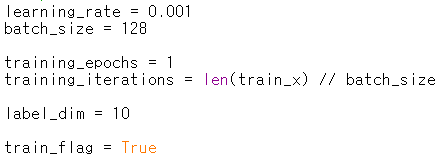 learning_rate = 0.001
batch_size = 128
training_epochs = 1
training_iterations = len(train_x) // batch_size
label_dim = 10
train_flag = True